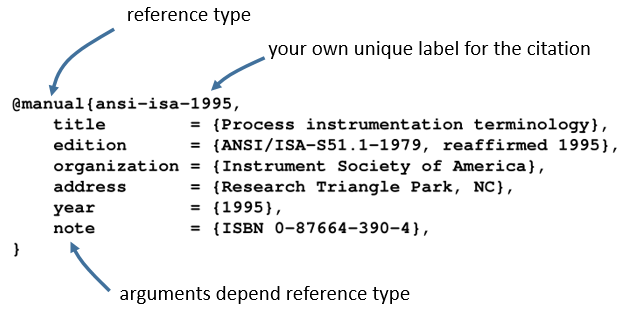 reference type
your own unique label for the citation
@manual{ansi-isa-1995,
title = {Process instrumentation terminology},
edition = {ANSI/ISA-S51.1-1979, reaffirmed 1995},
organization = {Instrument Society of America},
address = {Research Triangle Park, NC},
year = {1995},
note = {ISBN 0-87664-390-4},
}
arguments depend reference type